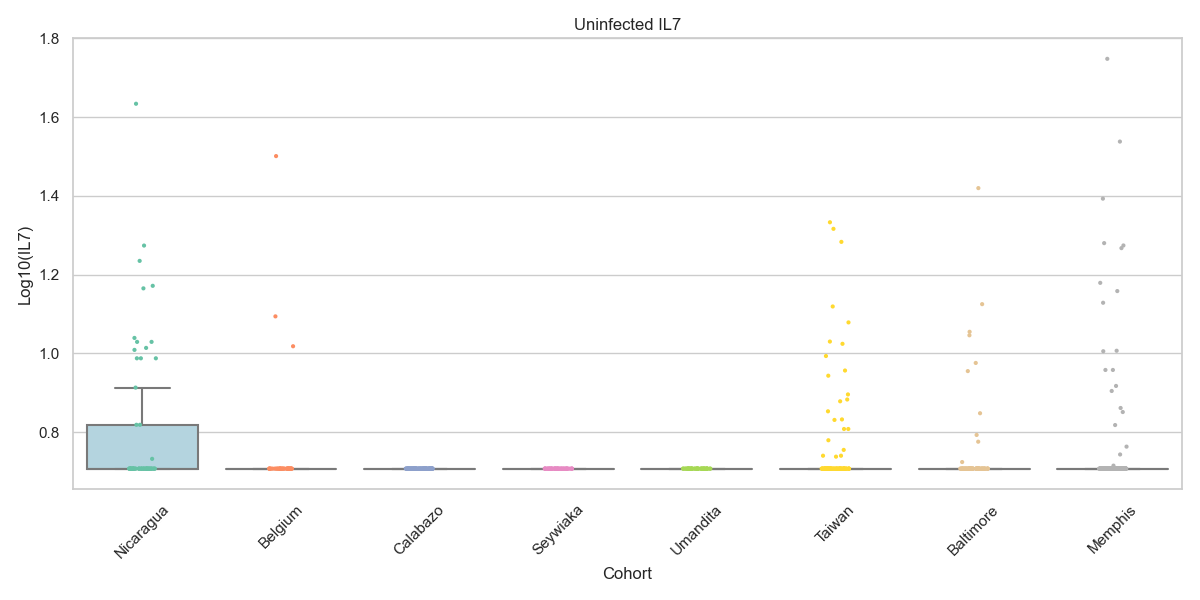 Uninfected IL7
1.8
1.6
1.4
1.2
1.0
0.8
Log10(IL7)
Nicaragua
Belgium
Calabazo
Seywiaka
Umandita
Taiwan
Baltimore
Memphis
Cohort